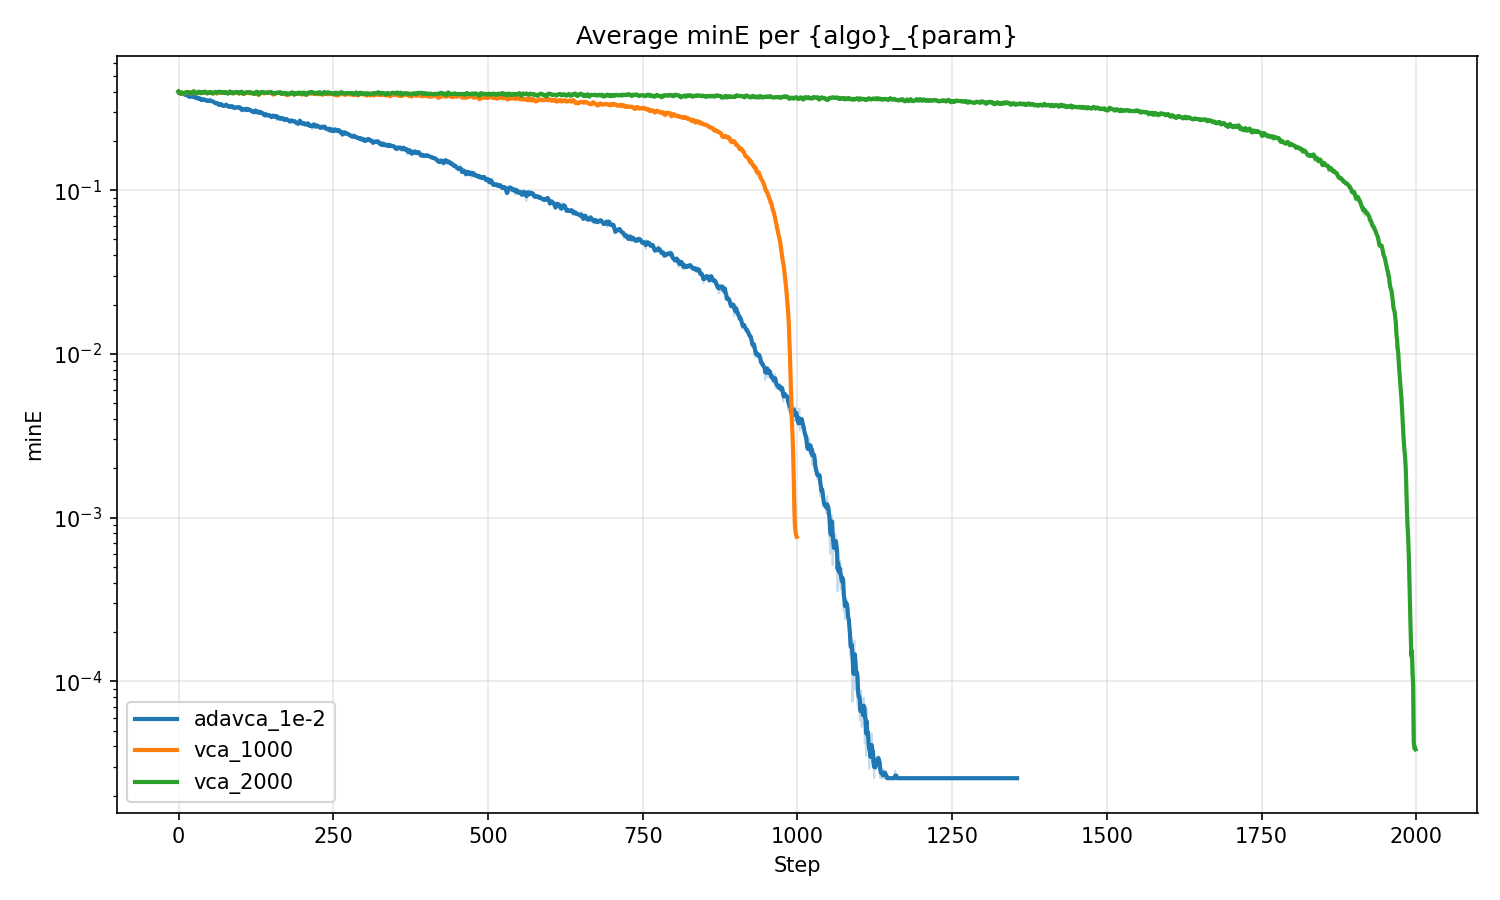 Average minE per {algo}_{param}
minE
10⁻¹
10⁻²
10⁻³
10⁻⁴
adavca_1e-2
vca_1000
vca_2000
0 250 500 750 1000 1250 1500 1750 2000
Step